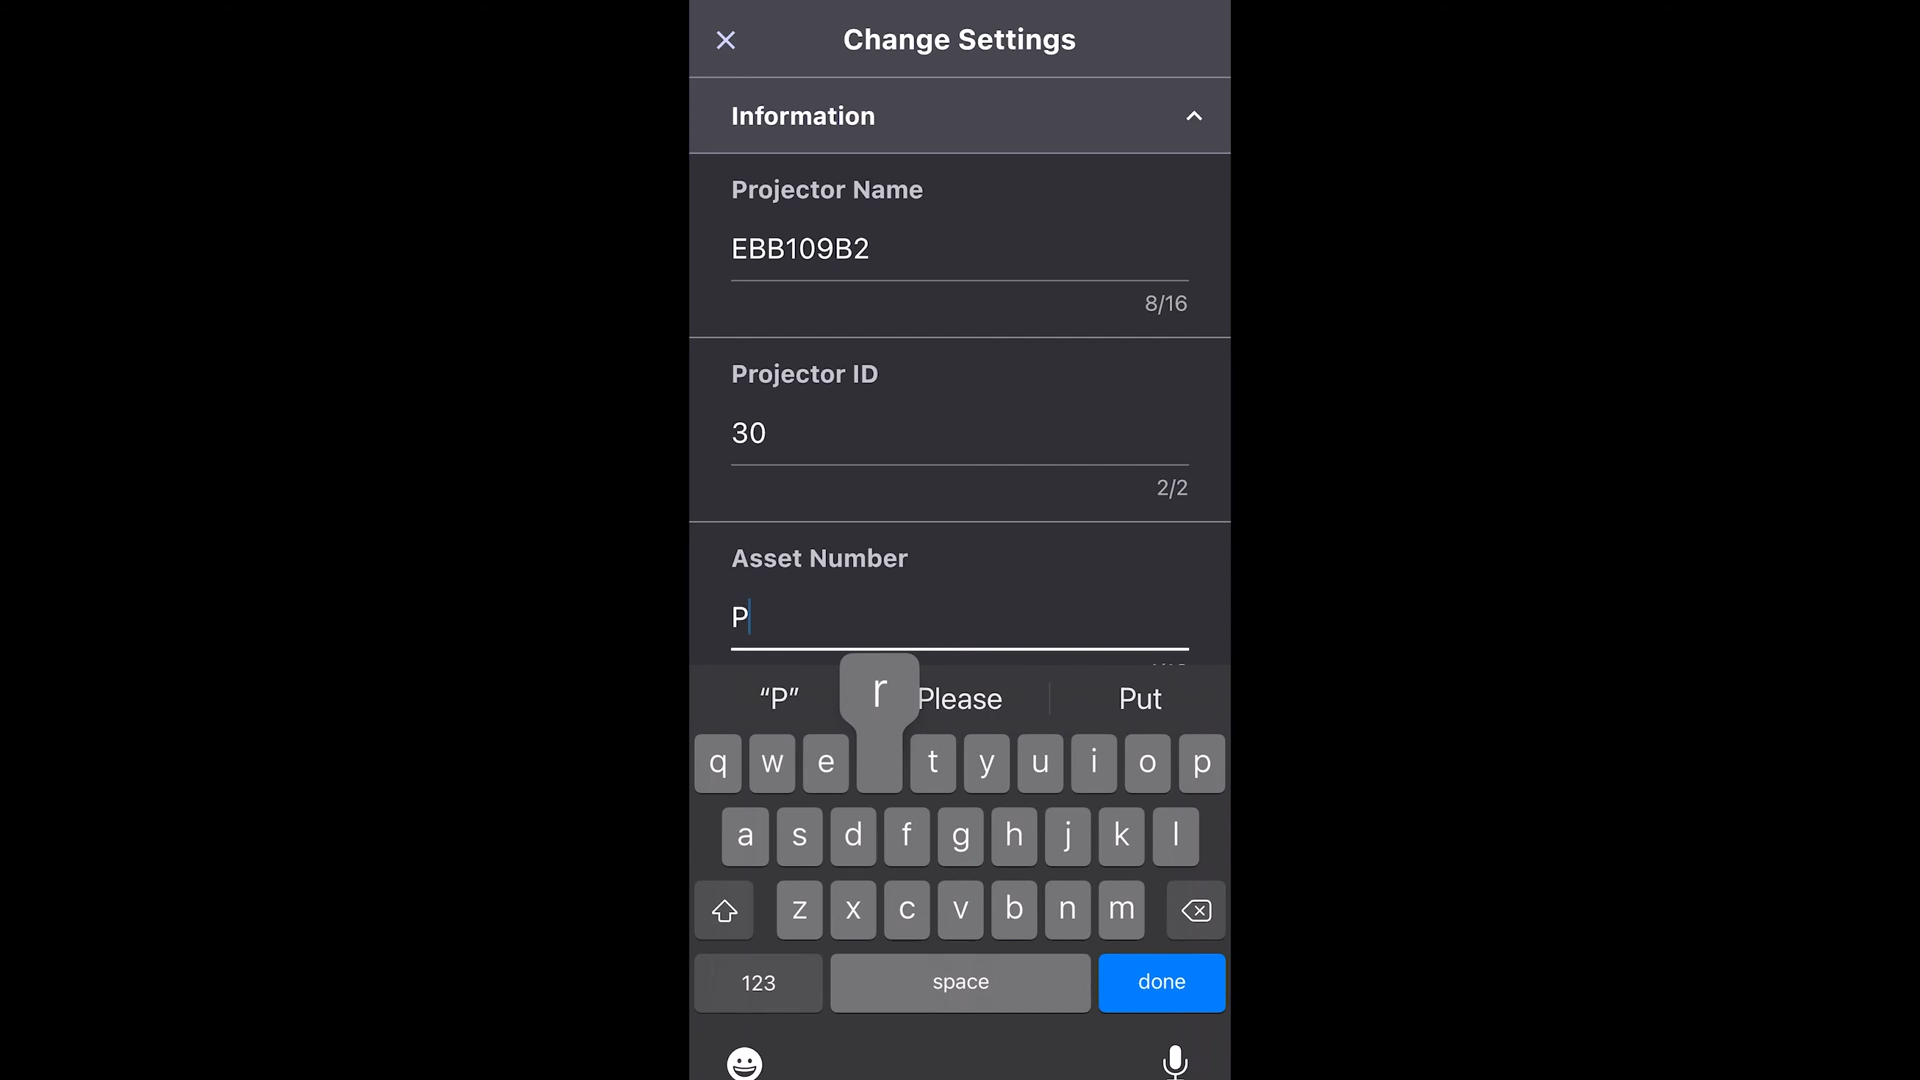 Change Settings
Information
Projector Name
EBB109B2
8/16
Projector ID
30
2/2
Asset Number
P
“P” r Please Put
q w e t y u i o p
a s d f g h j k l
z x c v b n m
123 space done